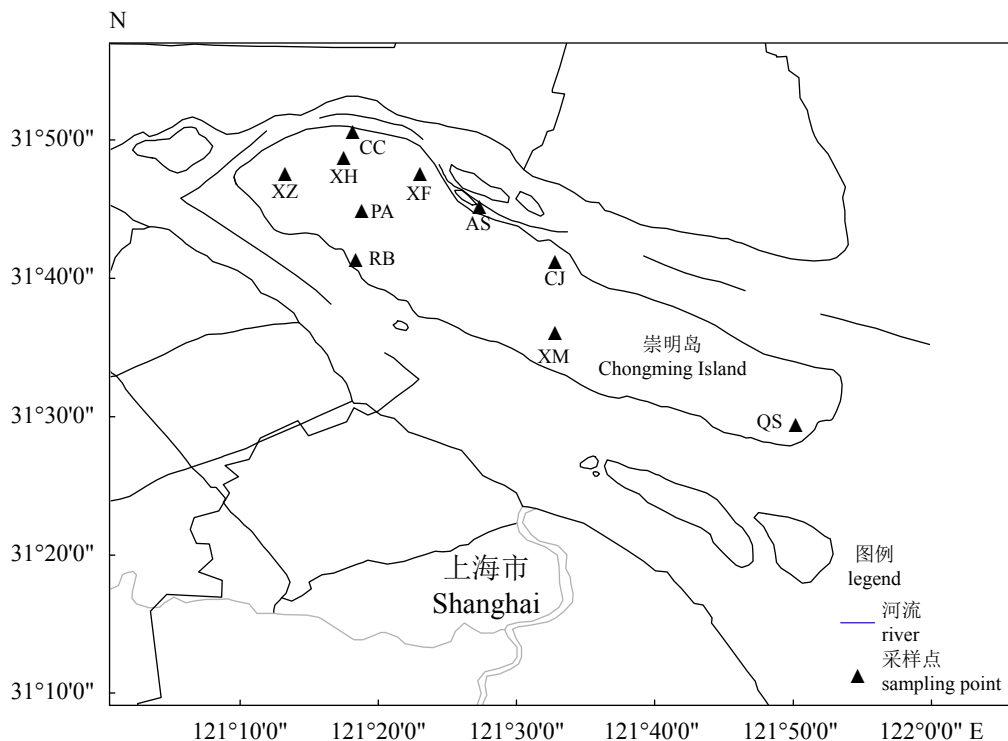 N
31°50′0″
CC
XH
XZ
XF
PA
AS
RB
31°40′0″
CJ
XM
崇明岛
Chongming Island
31°30′0″
QS
31°20′0″
上海市
Shanghai
图例
legend
河流
river
采样点
sampling point
31°10′0″
121°10′0″ 121°20′0″ 121°30′0″ 121°40′0″ 121°50′0″ 122°0′0″ E